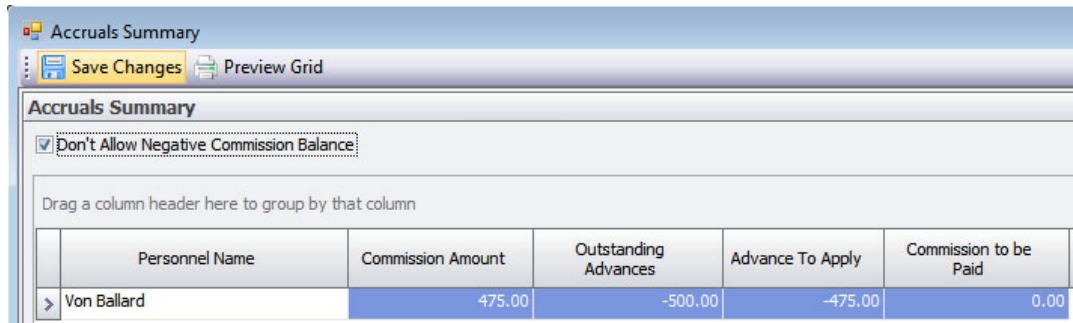 Accruals Summary
Save Changes Preview Grid
Accruals Summary
Don't Allow Negative Commission Balance
Drag a column header here to group by that column
Personnel Name Commission Amount Outstanding Advances Advance To Apply Commission to be Paid
Von Ballard 475.00 -500.00 -475.00 0.00